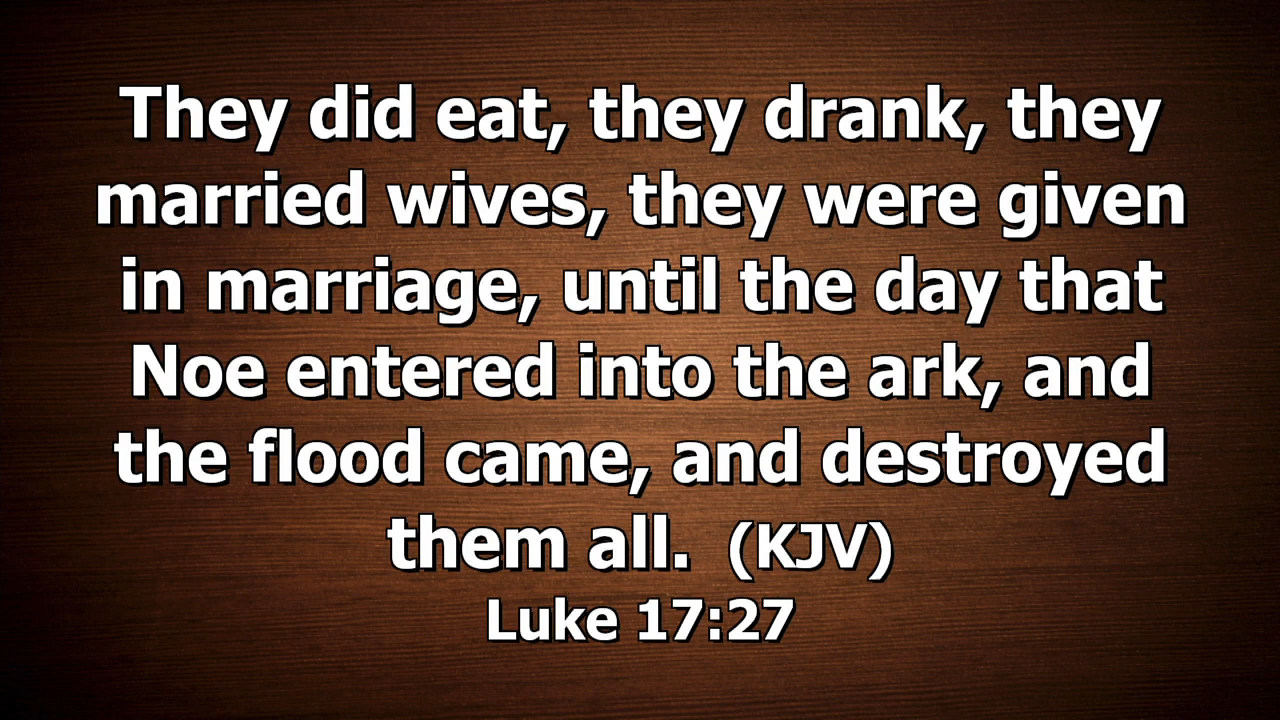 They did eat, they drank, they
married wives, they were given
in marriage, until the day that
Noe entered into the ark, and
the flood came, and destroyed
them all. (KJV)
Luke 17:27